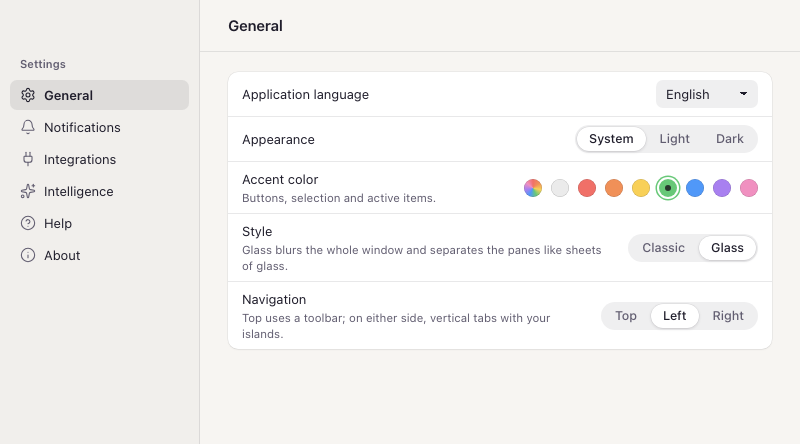 General
Settings
General
Notifications
Integrations
Intelligence
Help
About
Application language
English
Appearance
System Light Dark
Accent color
Buttons, selection and active items.
Style
Glass blurs the whole window and separates the panes like sheets
of glass.
Classic Glass
Navigation
Top uses a toolbar; on either side, vertical tabs with your
islands.
Top Left Right